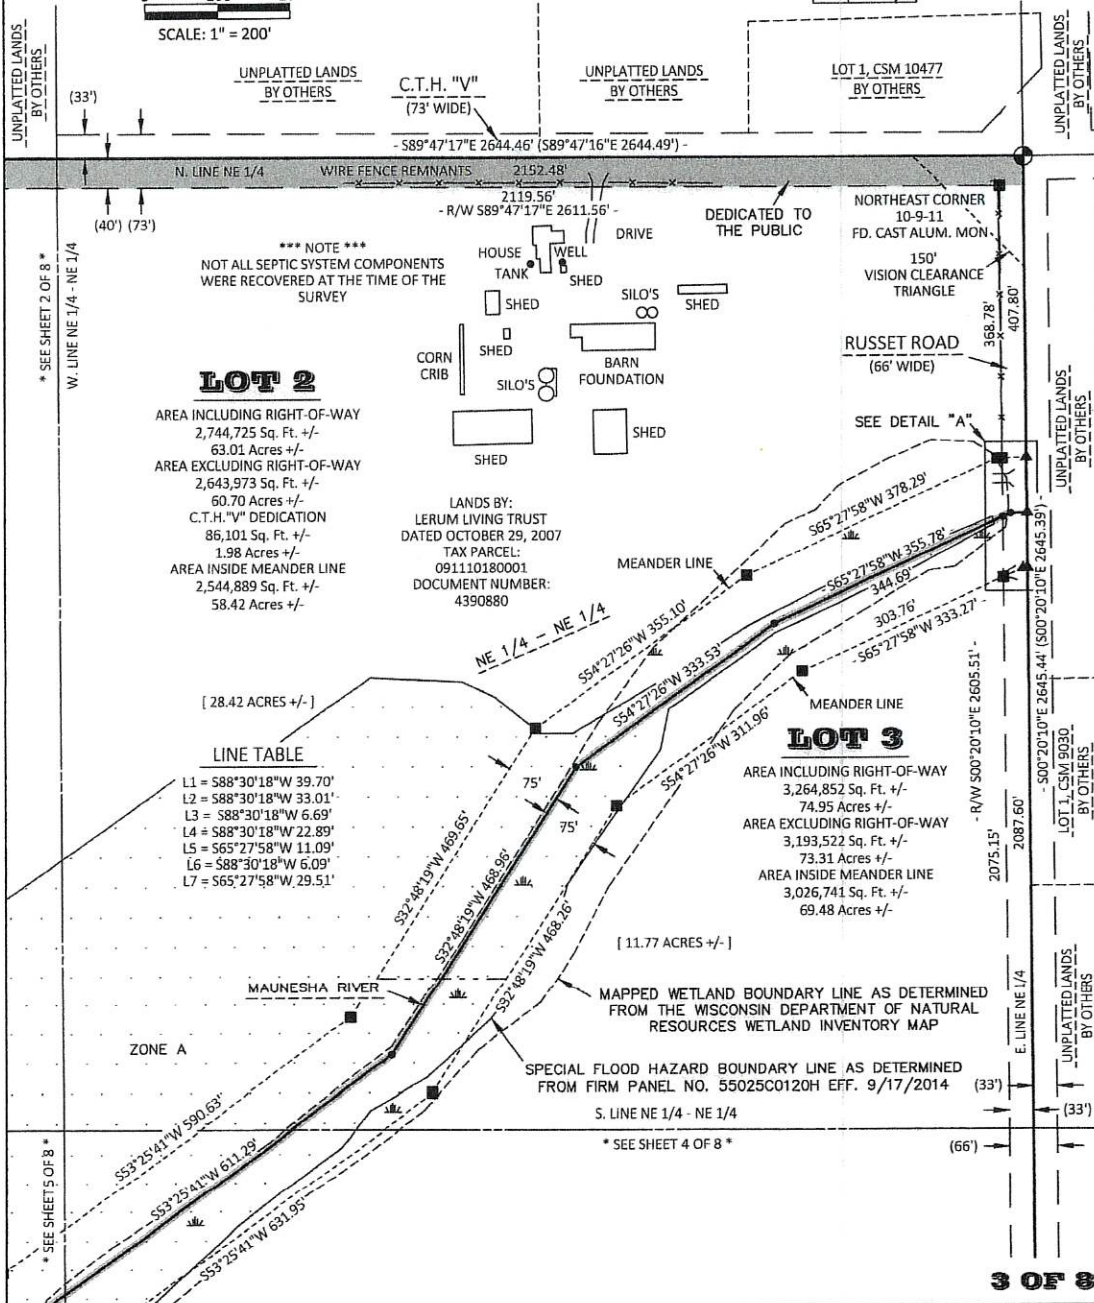 SCALE: 1" = 200'
UNPLATTED LANDS
BY OTHERS
(33')
UNPLATTED LANDS
BY OTHERS
C.T.H. "V"
(73' WIDE)
UNPLATTED LANDS
BY OTHERS
LOT 1, CSM 10477
BY OTHERS
UNPLATTED LANDS
BY OTHERS
- S89°47'17"E 2644.46' (S89°47'16"E 2644.49') -
N. LINE NE 1/4
WIRE FENCE REMNANTS
2152.48'
2119.56'
- R/W S89°47'17"E 2611.56' -
(40') (73')
DEDICATED TO
THE PUBLIC
NORTHEAST CORNER
10-9-11
FD. CAST ALUM. MON.
150'
VISION CLEARANCE
TRIANGLE
368.78'
407.80'
* SEE SHEET 2 OF 8 *
W. LINE NE 1/4 - NE 1/4
*** NOTE ***
NOT ALL SEPTIC SYSTEM COMPONENTS
WERE RECOVERED AT THE TIME OF THE
SURVEY
HOUSE
WELL
DRIVE
TANK
SHED
SHED
SILO'S
SHED
SHED
CORN
CRIB
SILO'S
BARN
FOUNDATION
SHED
SHED
RUSSET ROAD
(66' WIDE)
SEE DETAIL "A"
UNPLATTED LANDS
BY OTHERS
LOT 2
AREA INCLUDING RIGHT-OF-WAY
2,744,725 Sq. Ft. +/-
63.01 Acres +/-
AREA EXCLUDING RIGHT-OF-WAY
2,643,973 Sq. Ft. +/-
60.70 Acres +/-
C.T.H."V" DEDICATION
86,101 Sq. Ft. +/-
1.98 Acres +/-
AREA INSIDE MEANDER LINE
2,544,889 Sq. Ft. +/-
58.42 Acres +/-
LANDS BY:
LERUM LIVING TRUST
DATED OCTOBER 29, 2007
TAX PARCEL:
091110180001
DOCUMENT NUMBER:
4390880
MEANDER LINE
NE 1/4 - NE 1/4
S65°27'58"W 378.29'
-S65°27'58"W 355.78'
344.69'
303.76'
- S65°27'58"W 333.27' -
S54°27'26"W 355.10'
S54°27'26"W 333.53'
S54°27'26"W 311.96'
MEANDER LINE
- R/W S00°20'10"E 2605.51' -
- S00°20'10"E 2645.44' (S00°20'10"E 2645.39') -
[ 28.42 ACRES +/- ]
LINE TABLE
L1 = S88°30'18"W 39.70'
L2 = S88°30'18"W 33.01'
L3 = S88°30'18"W 6.69'
L4 = S88°30'18"W 22.89'
L5 = S65°27'58"W 11.09'
L6 = S88°30'18"W 6.09'
L7 = S65°27'58"W 29.51'
75'
75'
S32°48'19"W 469.65'
S32°48'19"W 468.96'
S32°48'19"W 468.26'
LOT 3
AREA INCLUDING RIGHT-OF-WAY
3,264,852 Sq. Ft. +/-
74.95 Acres +/-
AREA EXCLUDING RIGHT-OF-WAY
3,193,522 Sq. Ft. +/-
73.31 Acres +/-
AREA INSIDE MEANDER LINE
3,026,741 Sq. Ft. +/-
69.48 Acres +/-
2075.15'
2087.60'
LOT 1, CSM 9030
BY OTHERS
[ 11.77 ACRES +/- ]
MAUNESHA RIVER
MAPPED WETLAND BOUNDARY LINE AS DETERMINED
FROM THE WISCONSIN DEPARTMENT OF NATURAL
RESOURCES WETLAND INVENTORY MAP
ZONE A
SPECIAL FLOOD HAZARD BOUNDARY LINE AS DETERMINED
FROM FIRM PANEL NO. 55025C0120H EFF. 9/17/2014
E. LINE NE 1/4
UNPLATTED LANDS
BY OTHERS
(33')
(33')
S. LINE NE 1/4 - NE 1/4
* SEE SHEET 4 OF 8 *
(66')
S53°25'41"W 590.63'
S53°25'41"W 611.29'
S53°25'41"W 631.95'
* SEE SHEET 5 OF 8 *
3 OF 8